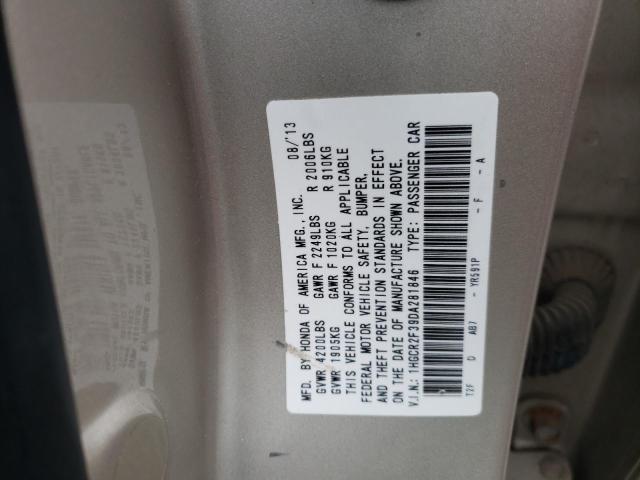 MFD. BY HONDA OF AMERICA MFG., INC. 08/'13
GVWR 4200LBS GAWR F 2249LBS R 2006LBS
GVWR 1905KG GAWR F 1020KG R 910KG
THIS VEHICLE CONFORMS TO ALL APPLICABLE
FEDERAL MOTOR VEHICLE SAFETY, BUMPER,
AND THEFT PREVENTION STANDARDS IN EFFECT
ON THE DATE OF MANUFACTURE SHOWN ABOVE.
V.I.N.: 1HGCR2F39DA281846 TYPE: PASSENGER CAR
T2F D AB7 - YR591P - F - A